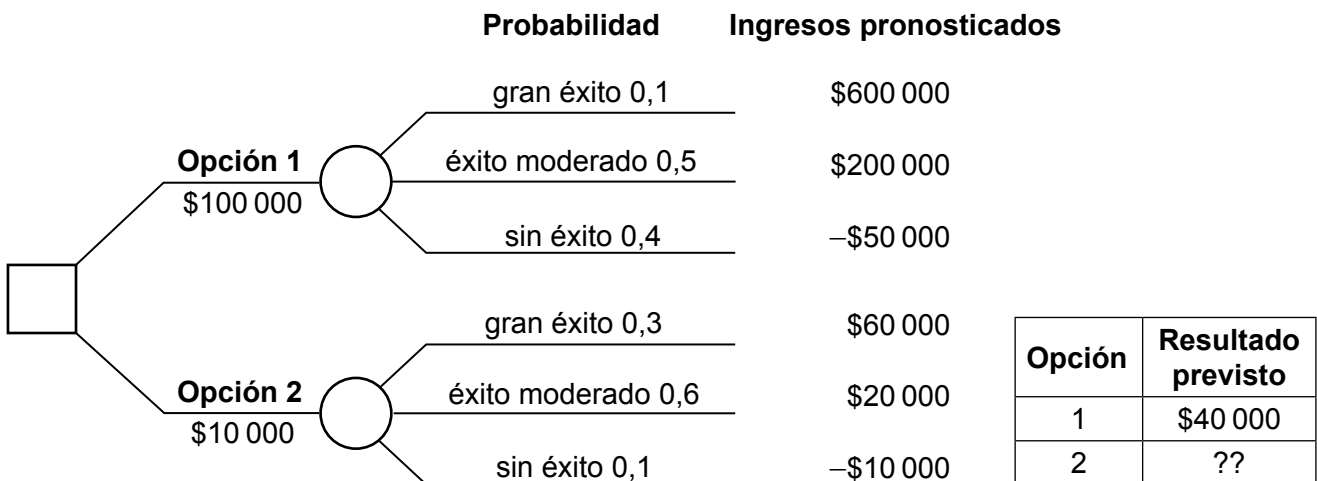 Probabilidad Ingresos pronosticados
gran éxito 0,1 $600 000
Opción 1 éxito moderado 0,5 $200 000
$100 000
sin éxito 0,4 −$50 000
gran éxito 0,3 $60 000
Opción 2 éxito moderado 0,6 $20 000
$10 000
sin éxito 0,1 −$10 000
Opción Resultado previsto
1 $40 000
2 ??